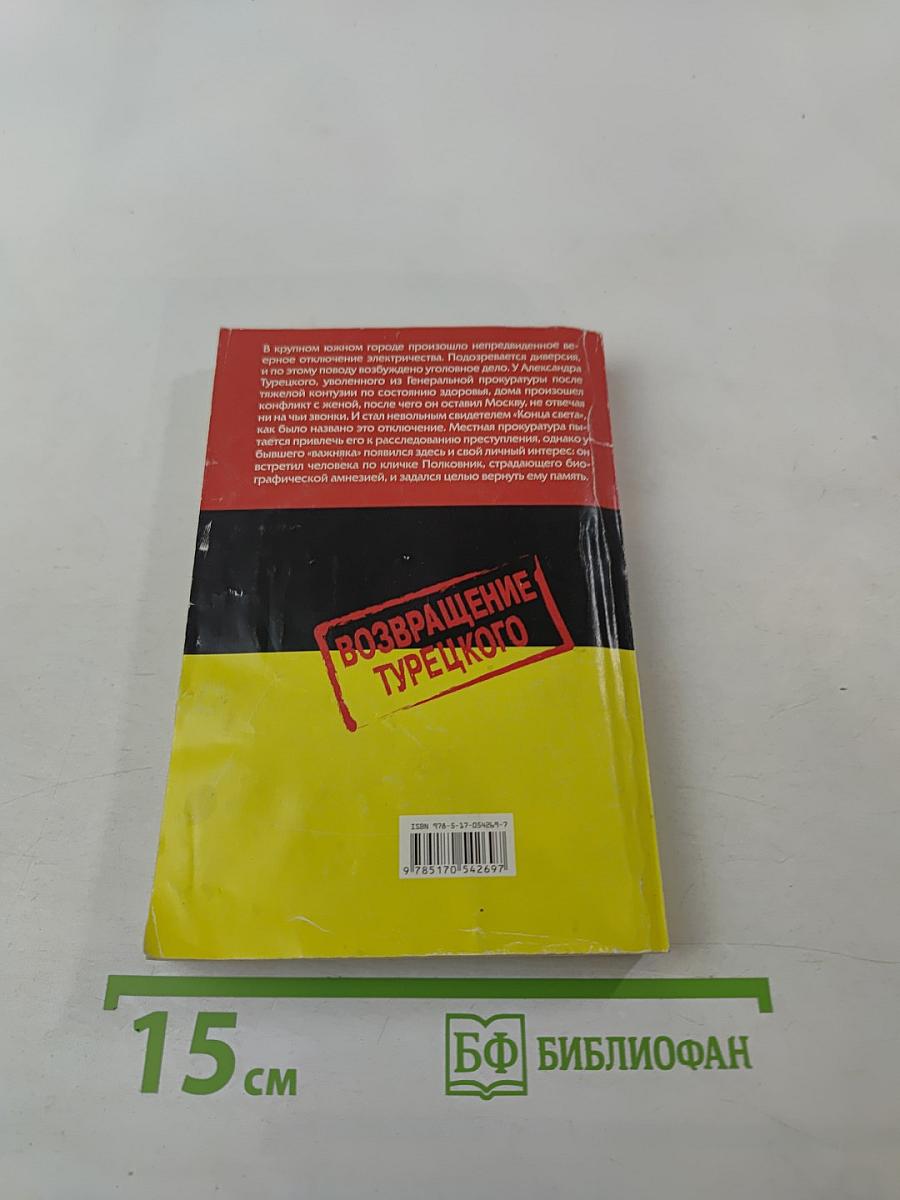 В крупном южном городе произошло непредвиденное ве-
ерное отключение электричества. Подозревается диверсия,
и по этому поводу возбуждено уголовное дело. У Александра
Турецкого, уволенного из Генеральной прокуратуры после
тяжелой контузии по состоянию здоровья, дома произошел
конфликт с женой, после чего он оставил Москву, не отвечая
ни на чьи звонки. И стал невольным свидетелем «Конца света»,
как было названо это отключение. Местная прокуратура пы-
тается привлечь его к расследованию преступления, однако у
бывшего «важняка» появился здесь и свой личный интерес: он
встретил человека по кличке Полковник, страдающего био-
графической амнезией, и задался целью вернуть ему память.
ВОЗВРАЩЕНИЕ
ТУРЕЦКОГО
ISBN 978-5-17-054269-7
9 785170 542697
15 см
БФ БИБЛИОФАН